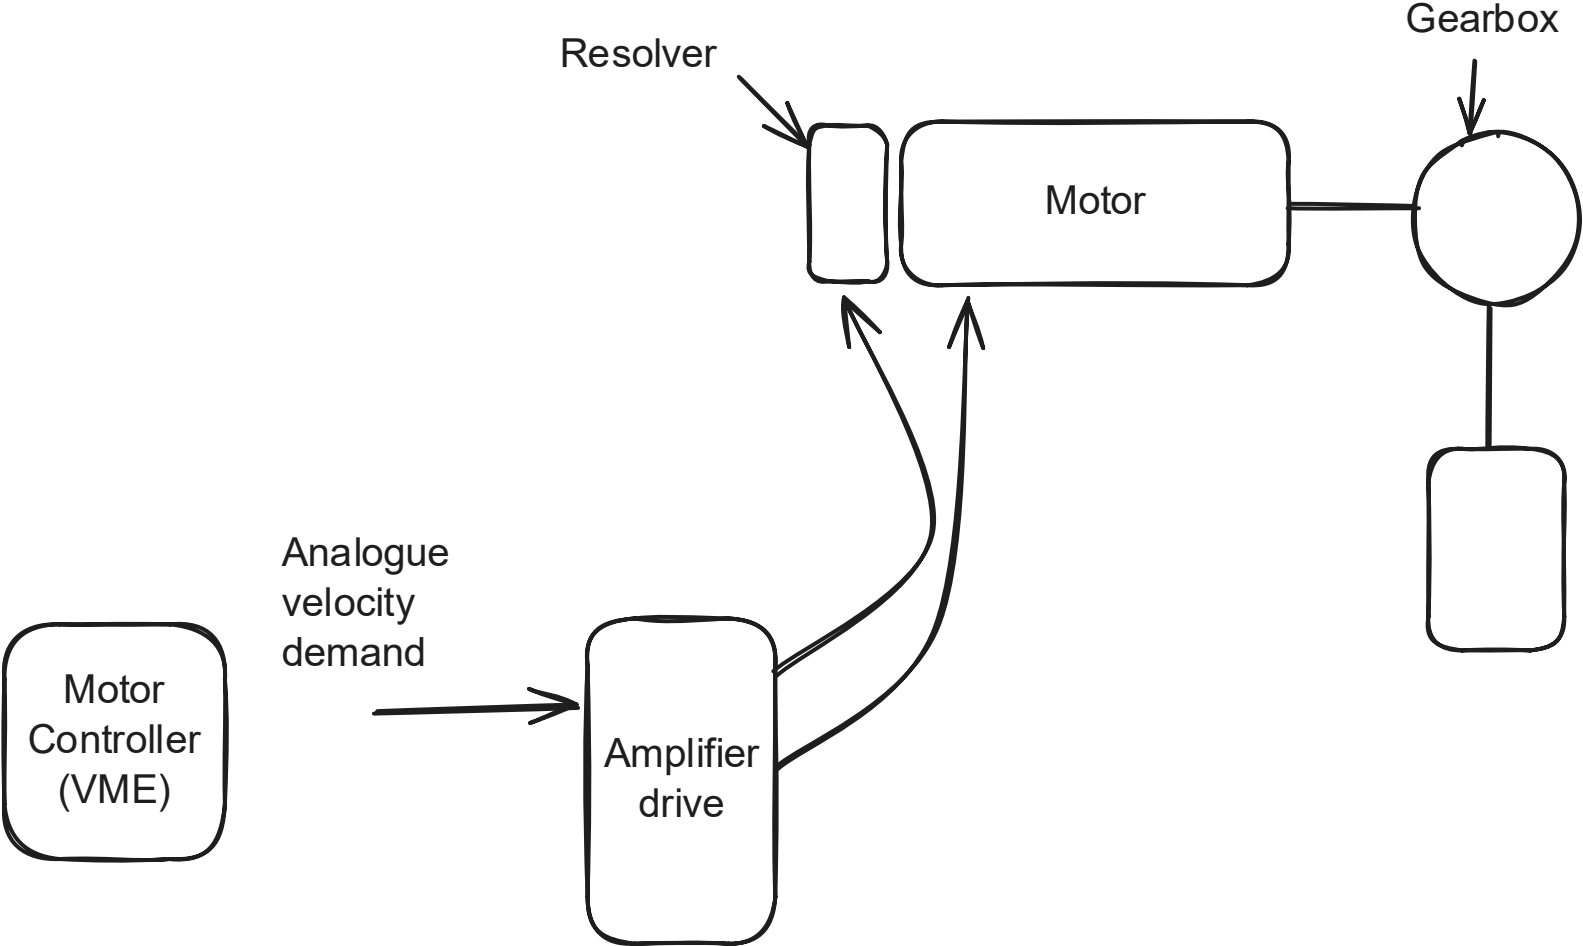 Gearbox
Resolver
Motor
Analogue
velocity
demand
Motor
Controller
(VME)
Amplifier
drive